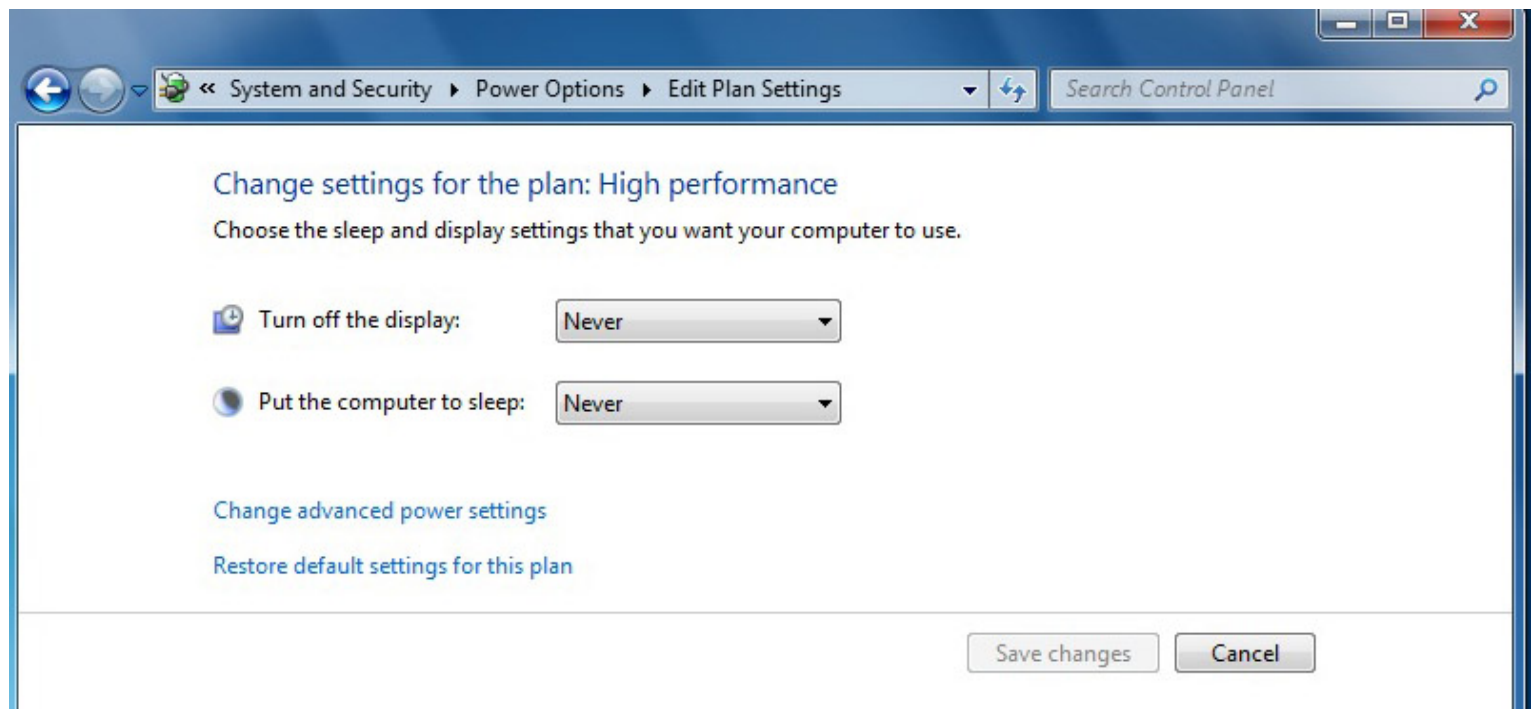 « System and Security ▸ Power Options ▸ Edit Plan Settings
Search Control Panel
Change settings for the plan: High performance
Choose the sleep and display settings that you want your computer to use.
Turn off the display: Never
Put the computer to sleep: Never
Change advanced power settings
Restore default settings for this plan
Save changes Cancel